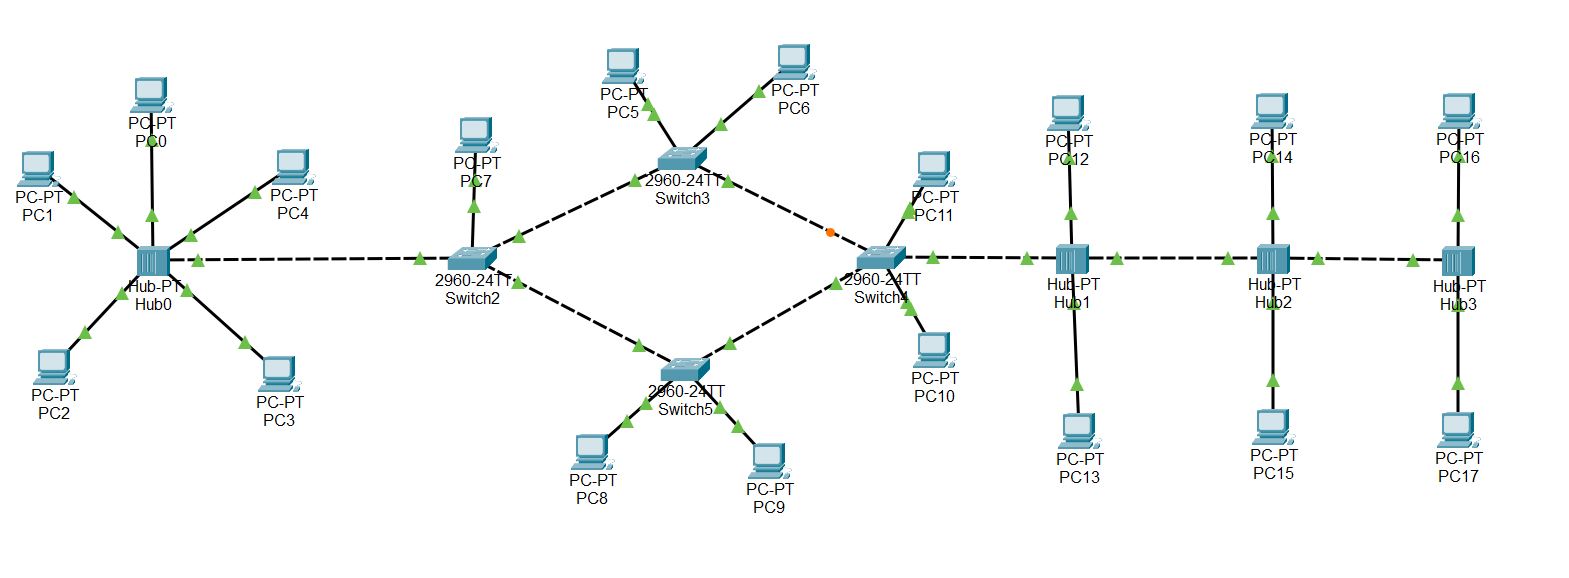 PC-PT
PC0
PC-PT
PC1
PC-PT
PC4
Hub-PT
Hub0
PC-PT
PC2
PC-PT
PC3
PC-PT
PC7
2960-24TT
Switch2
PC-PT
PC5
PC-PT
PC6
2960-24TT
Switch3
PC-PT
PC11
2960-24TT
Switch4
PC-PT
PC10
2960-24TT
Switch5
PC-PT
PC8
PC-PT
PC9
PC-PT
PC12
Hub-PT
Hub1
PC-PT
PC13
PC-PT
PC14
Hub-PT
Hub2
PC-PT
PC15
PC-PT
PC16
Hub-PT
Hub3
PC-PT
PC17